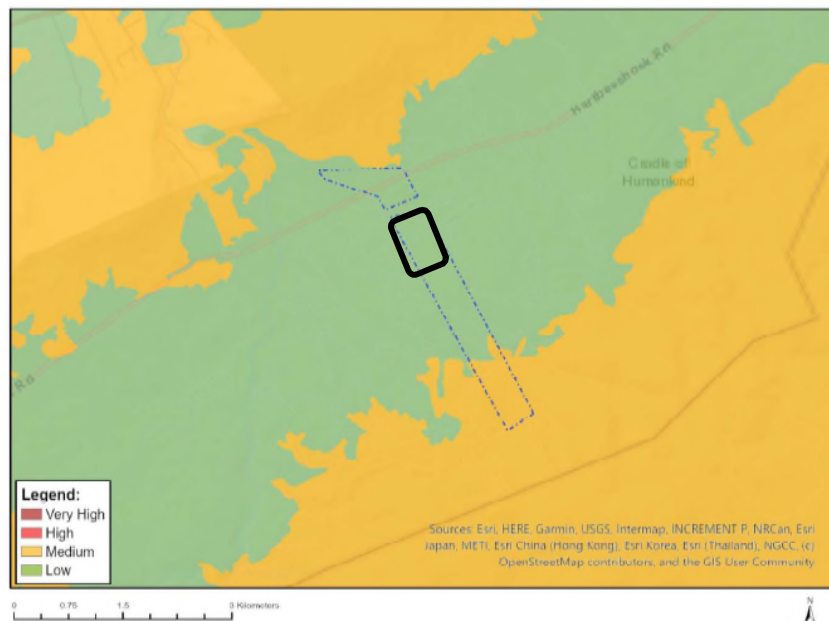 Hartbeeshoek Rd
Cradle of
Humankind
Rd
Legend:
Very High
High
Medium
Low
Sources: Esri, HERE, Garmin, USGS, Intermap, INCREMENT P, NRCan, Esri
Japan, METI, Esri China (Hong Kong), Esri Korea, Esri (Thailand), NGCC, (c)
OpenStreetMap contributors, and the GIS User Community
0 0.75 1.5 3 Kilometers
N